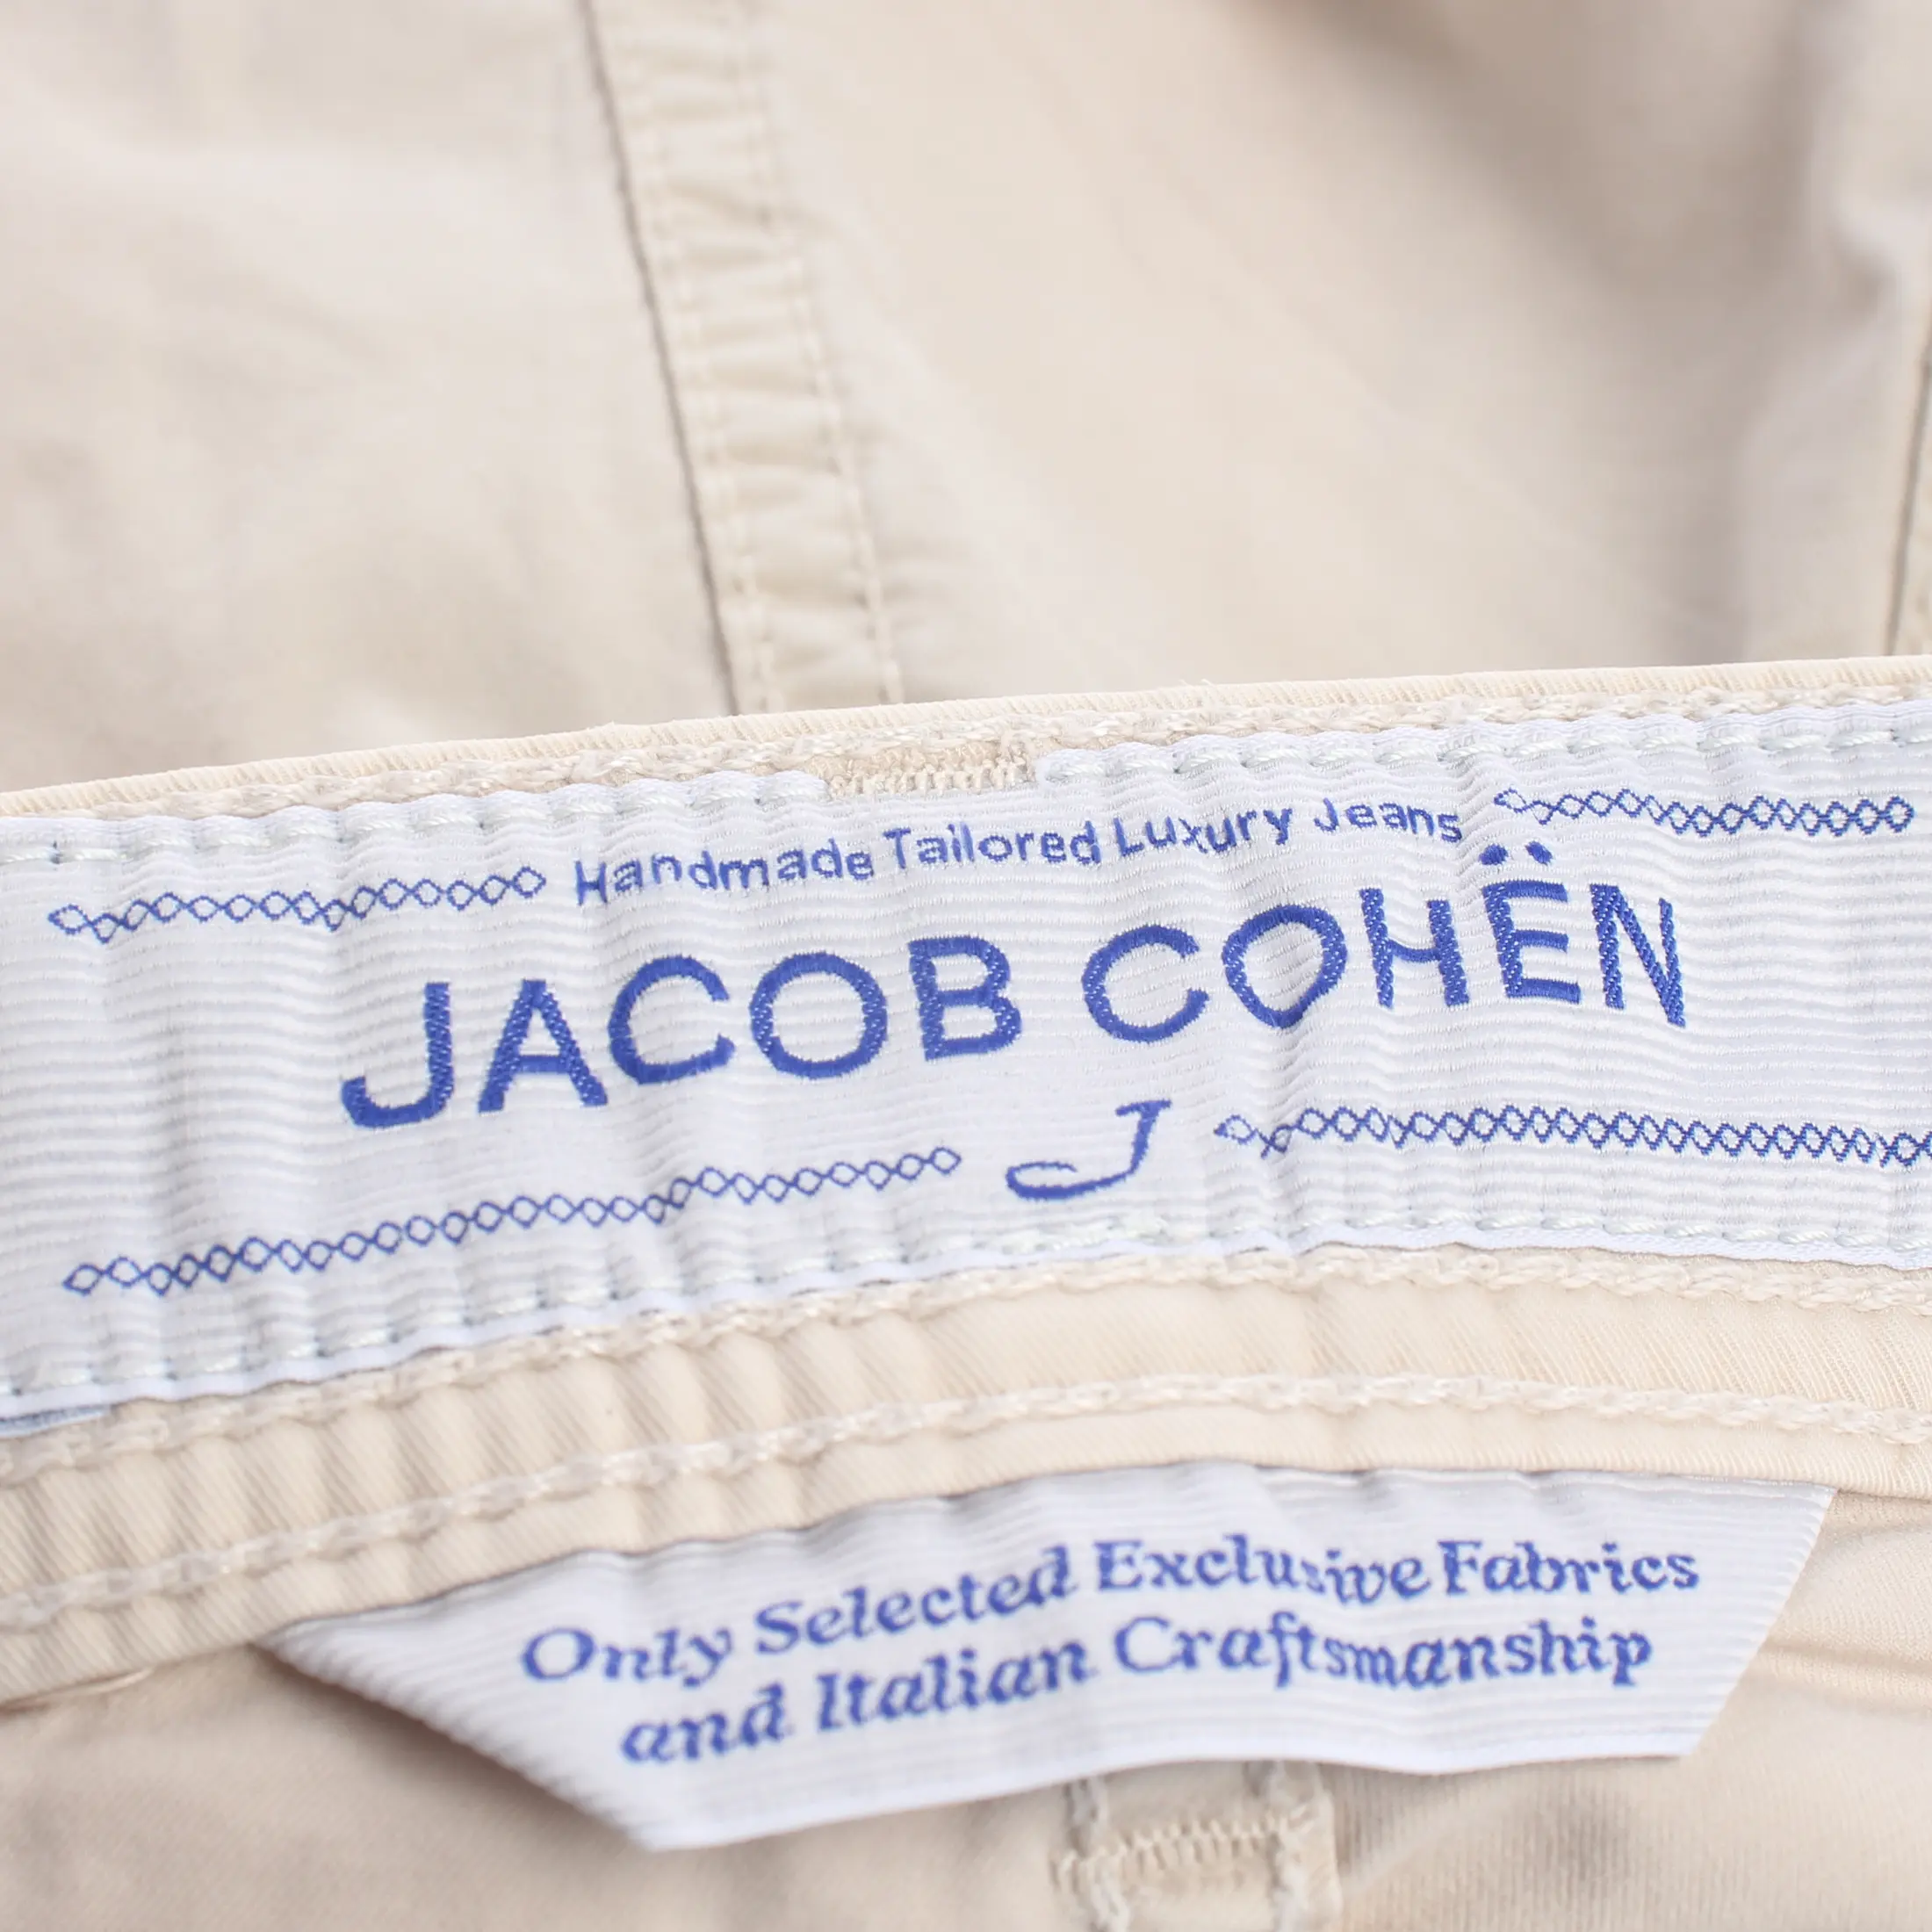 Handmade Tailored Luxury Jeans
JACOB COHËN
J
Only Selected Exclusive Fabrics
and Italian Craftsmanship